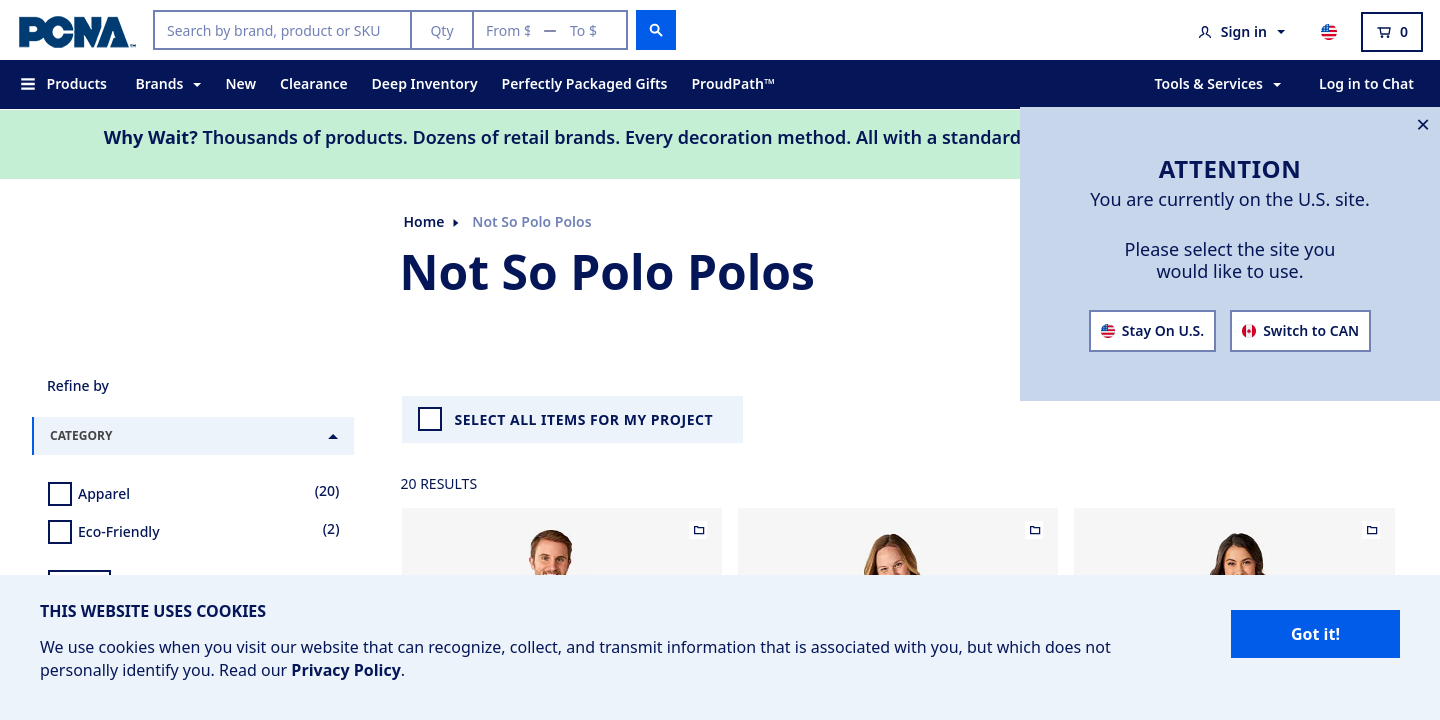 PCNA™
Search by brand, product or SKU
Qty
From $ — To $
Sign in
0
Products
Brands
New
Clearance
Deep Inventory
Perfectly Packaged Gifts
ProudPath™
Tools & Services
Log in to Chat
Why Wait? Thousands of products. Dozens of retail brands. Every decoration method. All with a standard
ATTENTION
You are currently on the U.S. site.
Please select the site you
would like to use.
Stay On U.S.
Switch to CAN
Home
Not So Polo Polos
Not So Polo Polos
Refine by
CATEGORY
Apparel (20)
Eco-Friendly (2)
SELECT ALL ITEMS FOR MY PROJECT
20 RESULTS
THIS WEBSITE USES COOKIES
We use cookies when you visit our website that can recognize, collect, and transmit information that is associated with you, but which does not
personally identify you. Read our Privacy Policy.
Got it!